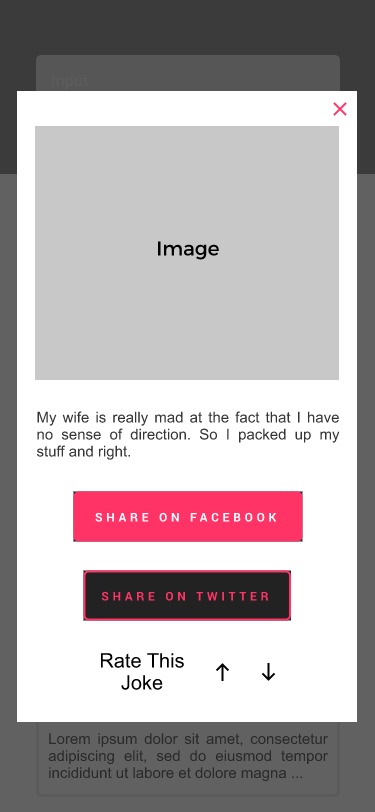 Input
Image
My wife is really mad at the fact that I have
no sense of direction. So I packed up my
stuff and right.
SHARE ON FACEBOOK
SHARE ON TWITTER
Rate This
Joke
Lorem ipsum dolor sit amet, consectetur
adipiscing elit, sed do eiusmod tempor
incididunt ut labore et dolore magna ...